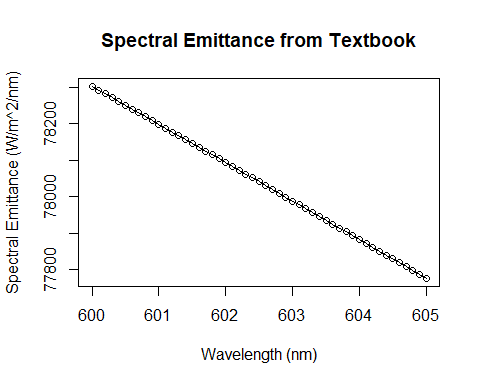 Spectral Emittance from Textbook
Spectral Emittance (W/m^2/nm)
78200
78000
77800
600 601 602 603 604 605
Wavelength (nm)